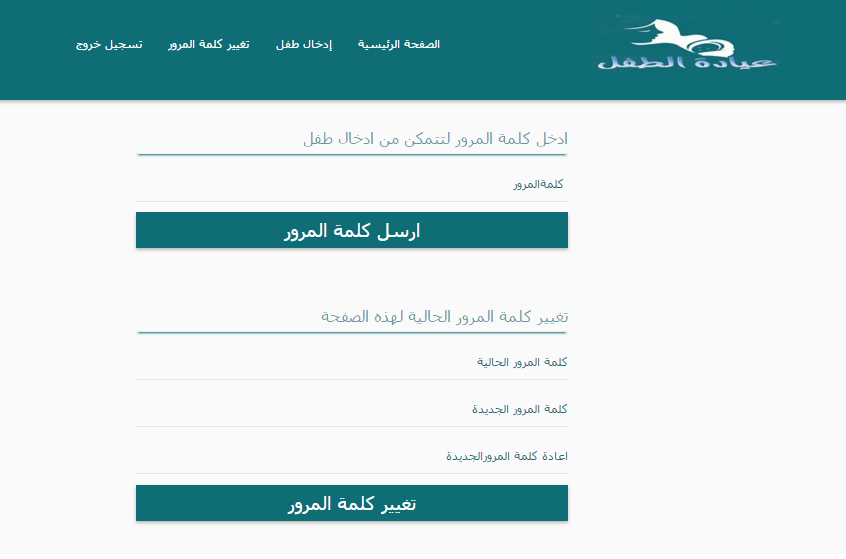 عيادة الطفل
الصفحة الرئيسية إدخال طفل تغيير كلمة المرور تسجيل خروج
ادخل كلمة المرور لتتمكن من ادخال طفل
كلمةالمرور
ارسل كلمة المرور
تغيير كلمة المرور الحالية لهذه الصفحة
كلمة المرور الحالية
كلمة المرور الجديدة
اعادة كلمة المرورالجديدة
تغيير كلمة المرور